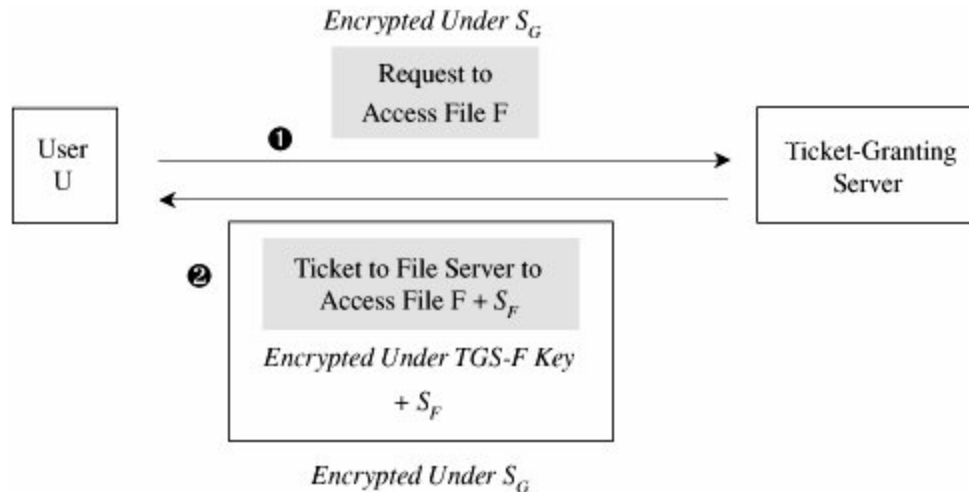 Encrypted Under S_G
Request to
Access File F
❶
User
U
Ticket-Granting
Server
❷
Ticket to File Server to
Access File F + S_F
Encrypted Under TGS-F Key
+ S_F
Encrypted Under S_G